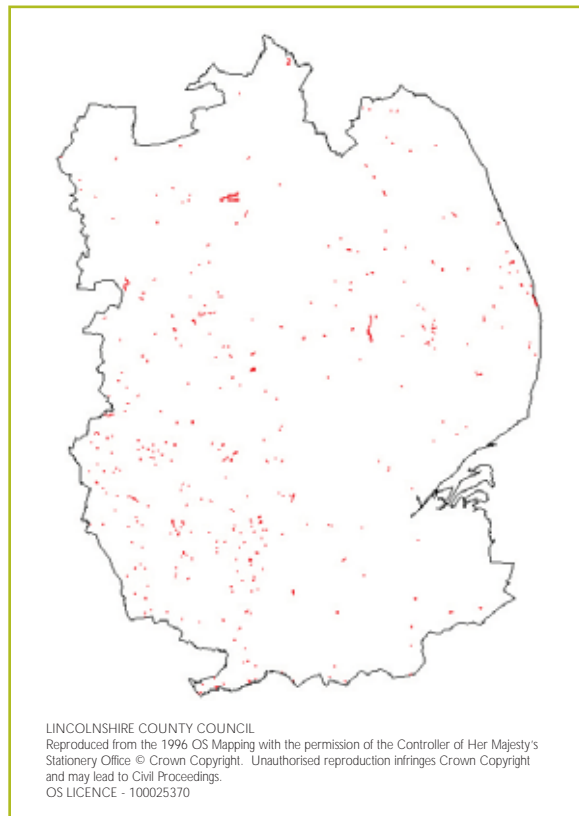 LINCOLNSHIRE COUNTY COUNCIL
Reproduced from the 1996 OS Mapping with the permission of the Controller of Her Majesty's
Stationery Office © Crown Copyright. Unauthorised reproduction infringes Crown Copyright
and may lead to Civil Proceedings.
OS LICENCE - 100025370